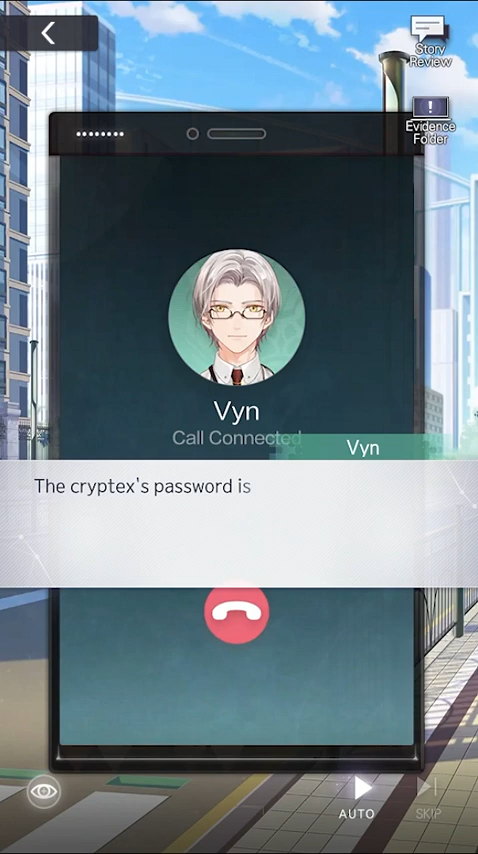 Story
Review
!
Evidence
Folder
Vyn
Call Connected
Vyn
The cryptex's password is
AUTO
SKIP